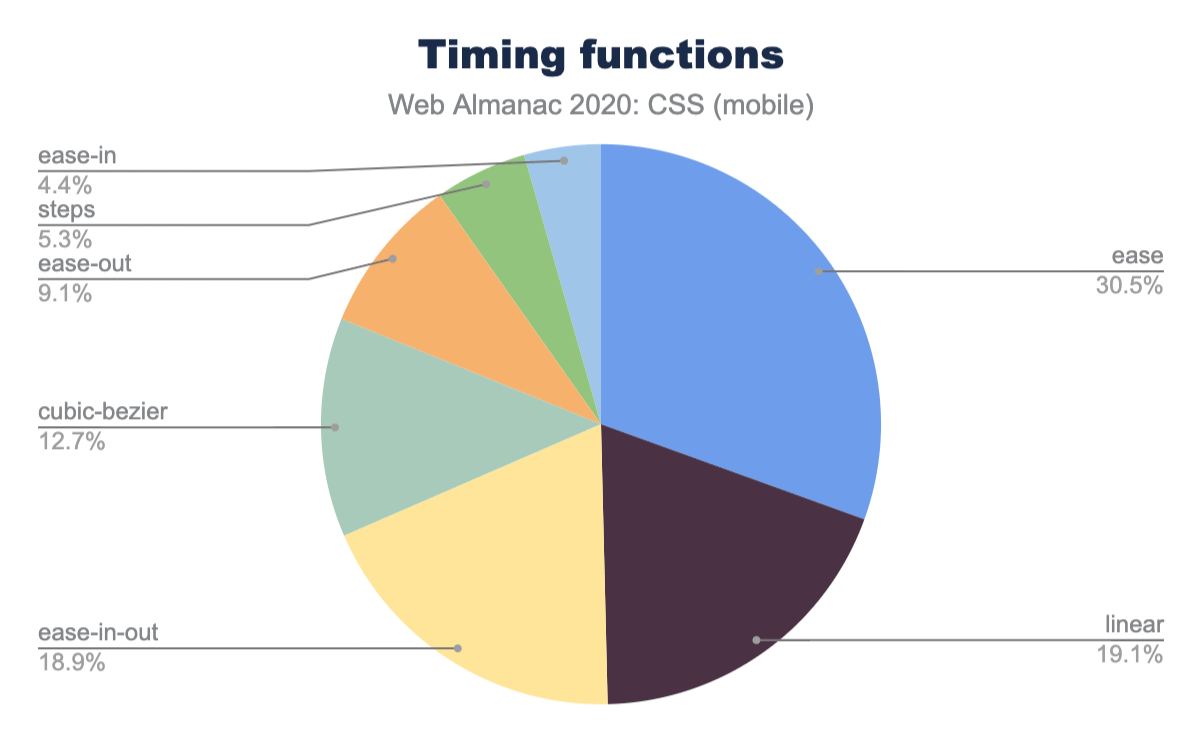 Timing functions
Web Almanac 2020: CSS (mobile)
ease-in
4.4%
steps
5.3%
ease-out
9.1%
cubic-bezier
12.7%
ease-in-out
18.9%
ease
30.5%
linear
19.1%